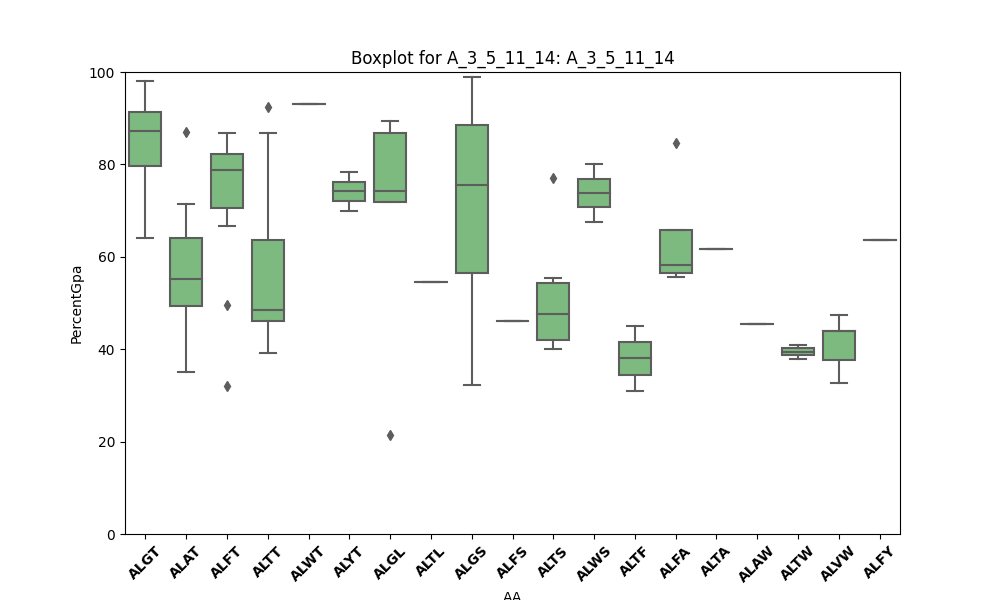 Boxplot for A_3_5_11_14: A_3_5_11_14
100
80
60
40
20
0
PercentGpa
ALGT ALAT ALFT ALTT ALWT ALYT ALGL ALTL ALGS ALFS ALTS ALWS ALTF ALFA ALTA ALAW ALTW ALVW ALFY
AA